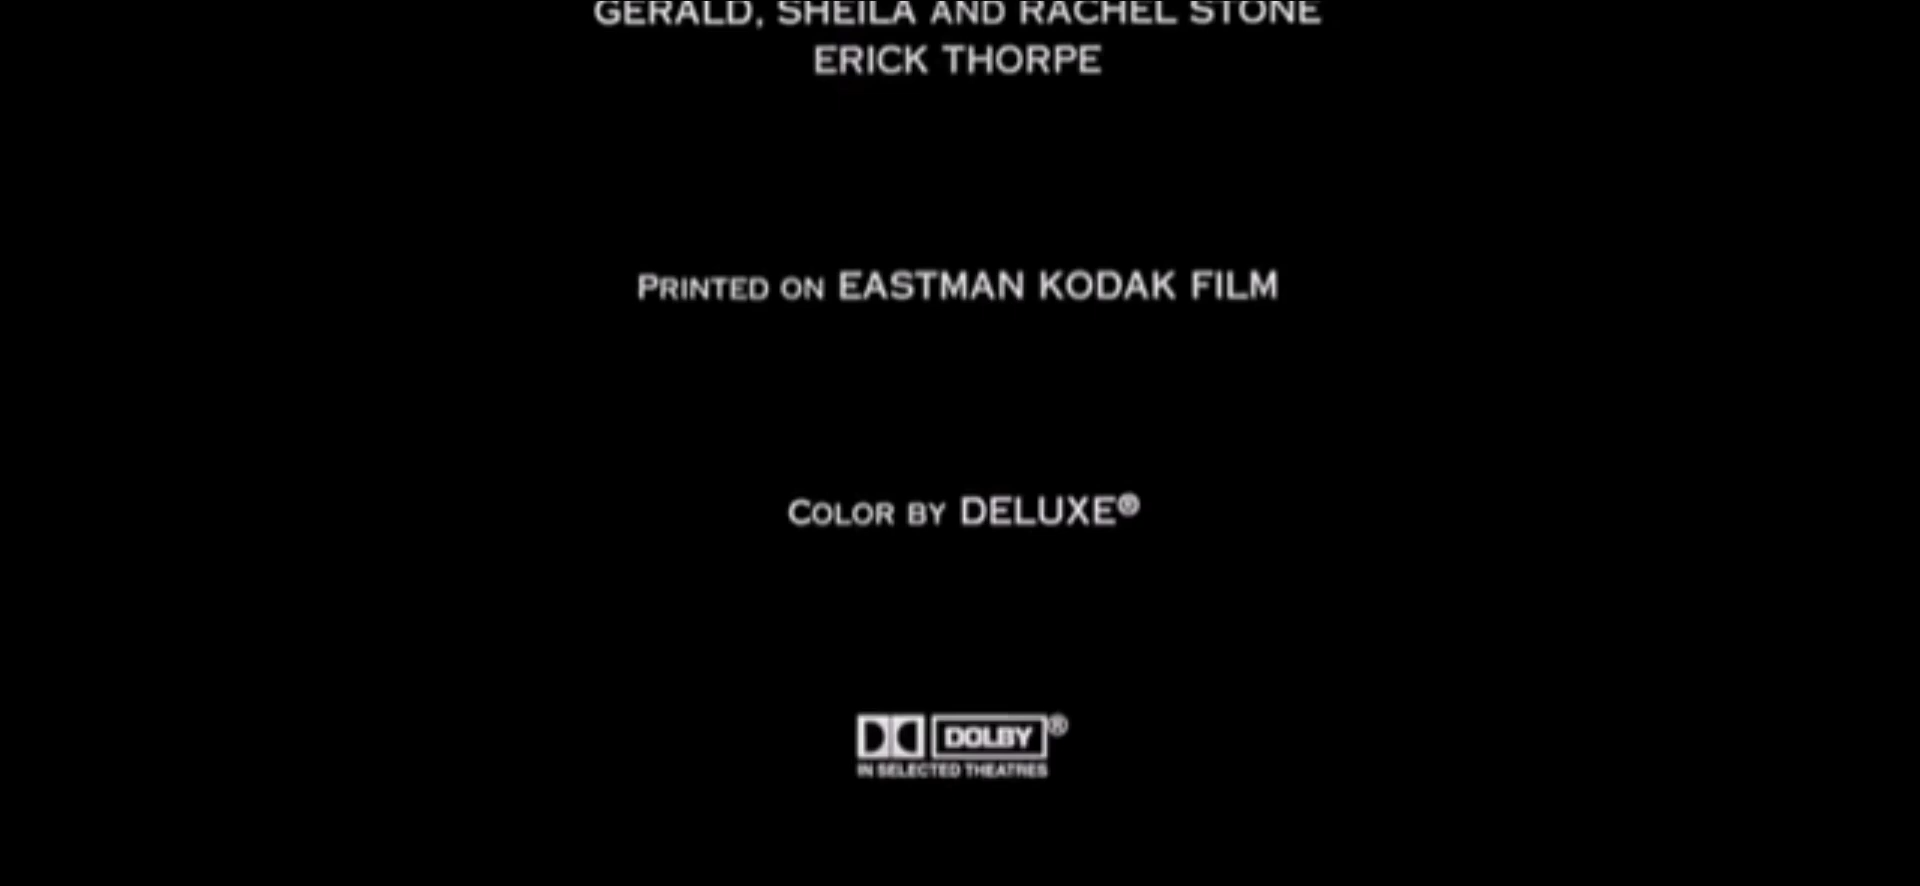 GERALD, SHEILA AND RACHEL STONE
ERICK THORPE
PRINTED ON EASTMAN KODAK FILM
COLOR BY DELUXE®
DOLBY®
IN SELECTED THEATRES